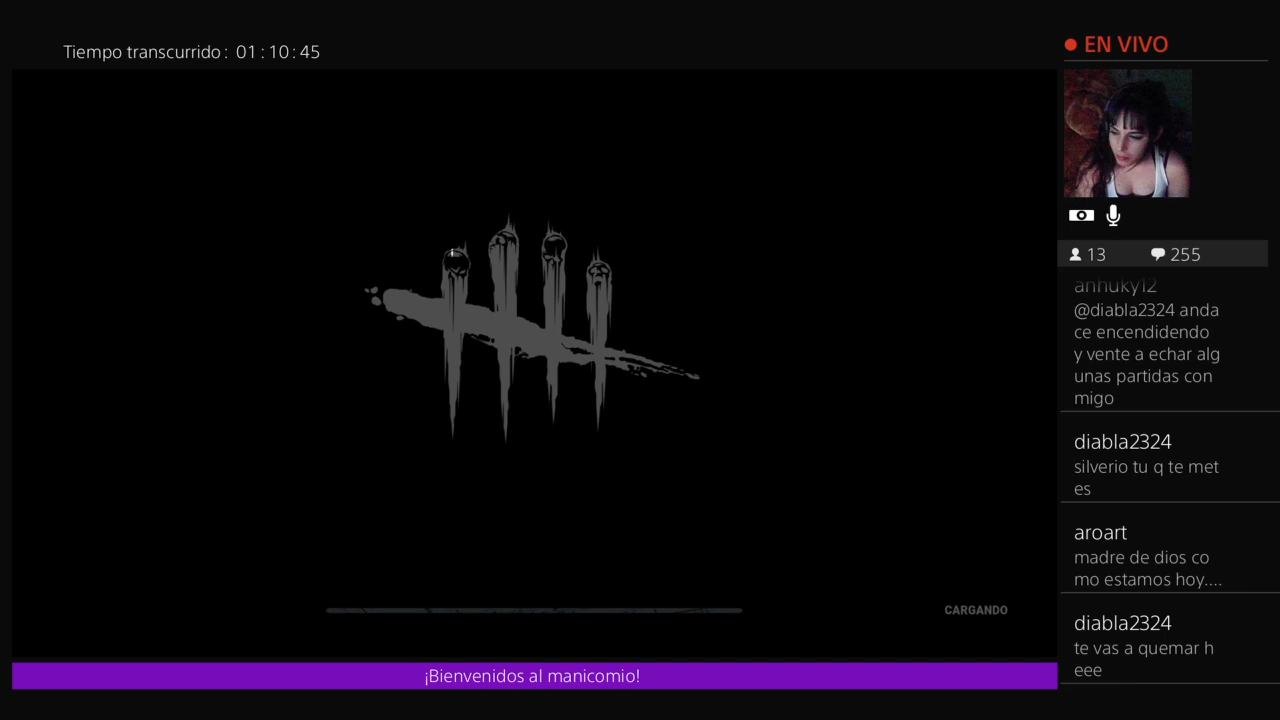 Tiempo transcurrido: 01:10:45
EN VIVO
13 255
anhuky12
@diabla2324 anda
ce encendidendo
y vente a echar alg
unas partidas con
migo
diabla2324
silverio tu q te met
es
aroart
madre de dios co
mo estamos hoy....
diabla2324
te vas a quemar h
eee
CARGANDO
¡Bienvenidos al manicomio!